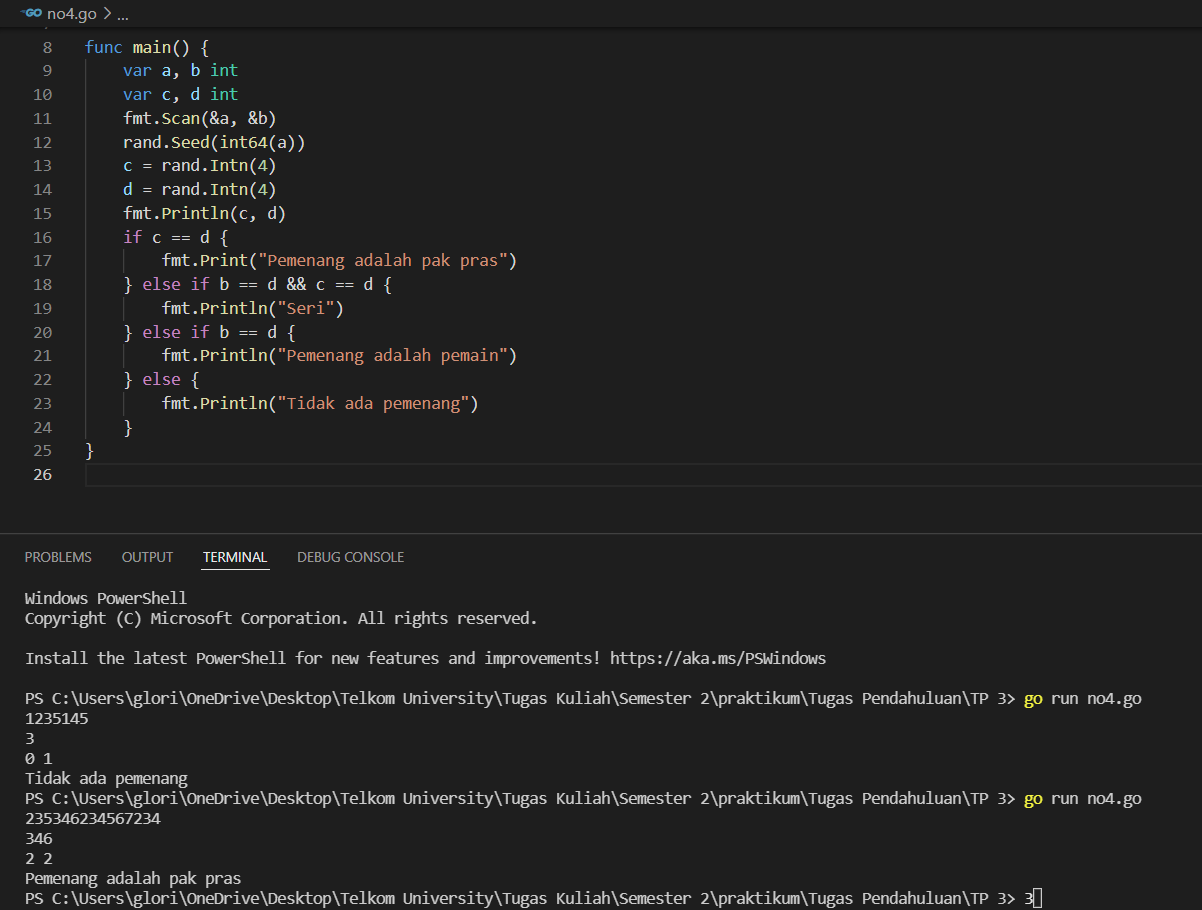 GO no4.go > ...
8 func main() {
9 var a, b int
10 var c, d int
11 fmt.Scan(&a, &b)
12 rand.Seed(int64(a))
13 c = rand.Intn(4)
14 d = rand.Intn(4)
15 fmt.Println(c, d)
16 if c == d {
17 fmt.Print("Pemenang adalah pak pras")
18 } else if b == d && c == d {
19 fmt.Println("Seri")
20 } else if b == d {
21 fmt.Println("Pemenang adalah pemain")
22 } else {
23 fmt.Println("Tidak ada pemenang")
24 }
25 }
26
PROBLEMS OUTPUT TERMINAL DEBUG CONSOLE
Windows PowerShell
Copyright (C) Microsoft Corporation. All rights reserved.
Install the latest PowerShell for new features and improvements! https://aka.ms/PSWindows
PS C:\Users\glori\OneDrive\Desktop\Telkom University\Tugas Kuliah\Semester 2\praktikum\Tugas Pendahuluan\TP 3> go run no4.go
1235145
3
0 1
Tidak ada pemenang
PS C:\Users\glori\OneDrive\Desktop\Telkom University\Tugas Kuliah\Semester 2\praktikum\Tugas Pendahuluan\TP 3> go run no4.go
235346234567234
346
2 2
Pemenang adalah pak pras
PS C:\Users\glori\OneDrive\Desktop\Telkom University\Tugas Kuliah\Semester 2\praktikum\Tugas Pendahuluan\TP 3> 3